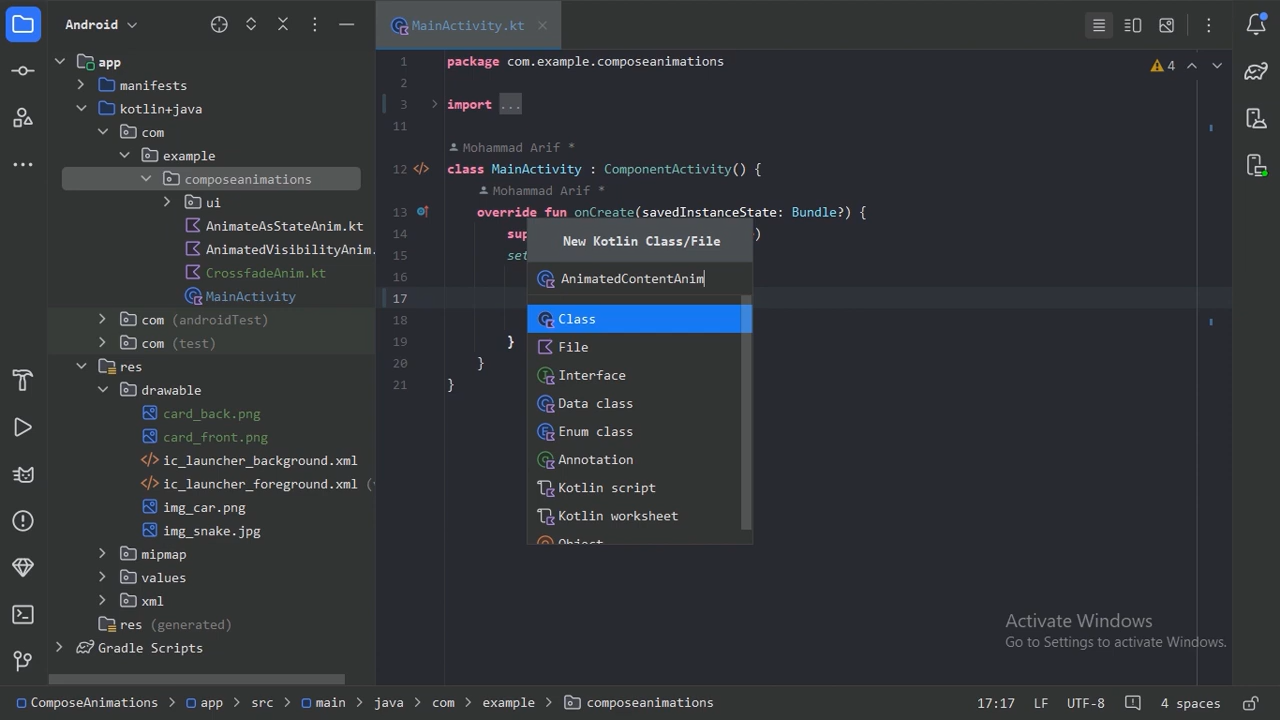 Android
MainActivity.kt
app
manifests
kotlin+java
com
example
composeanimations
ui
AnimateAsStateAnim.kt
AnimatedVisibilityAnim.
CrossfadeAnim.kt
MainActivity
com (androidTest)
com (test)
res
drawable
card_back.png
card_front.png
ic_launcher_background.xml
ic_launcher_foreground.xml (
img_car.png
img_snake.jpg
mipmap
values
xml
res (generated)
Gradle Scripts
1 package com.example.composeanimations
4
2
3 import ...
11
Mohammad Arif *
12 class MainActivity : ComponentActivity() {
Mohammad Arif *
13 override fun onCreate(savedInstanceState: Bundle?) {
14 sup )
15 set
16
17
18
19 }
20 }
21 }
New Kotlin Class/File
AnimatedContentAnim
Class
File
Interface
Data class
Enum class
Annotation
Kotlin script
Kotlin worksheet
Object
Activate Windows
Go to Settings to activate Windows.
ComposeAnimations > app > src > main > java > com > example > composeanimations
17:17 LF UTF-8 4 spaces